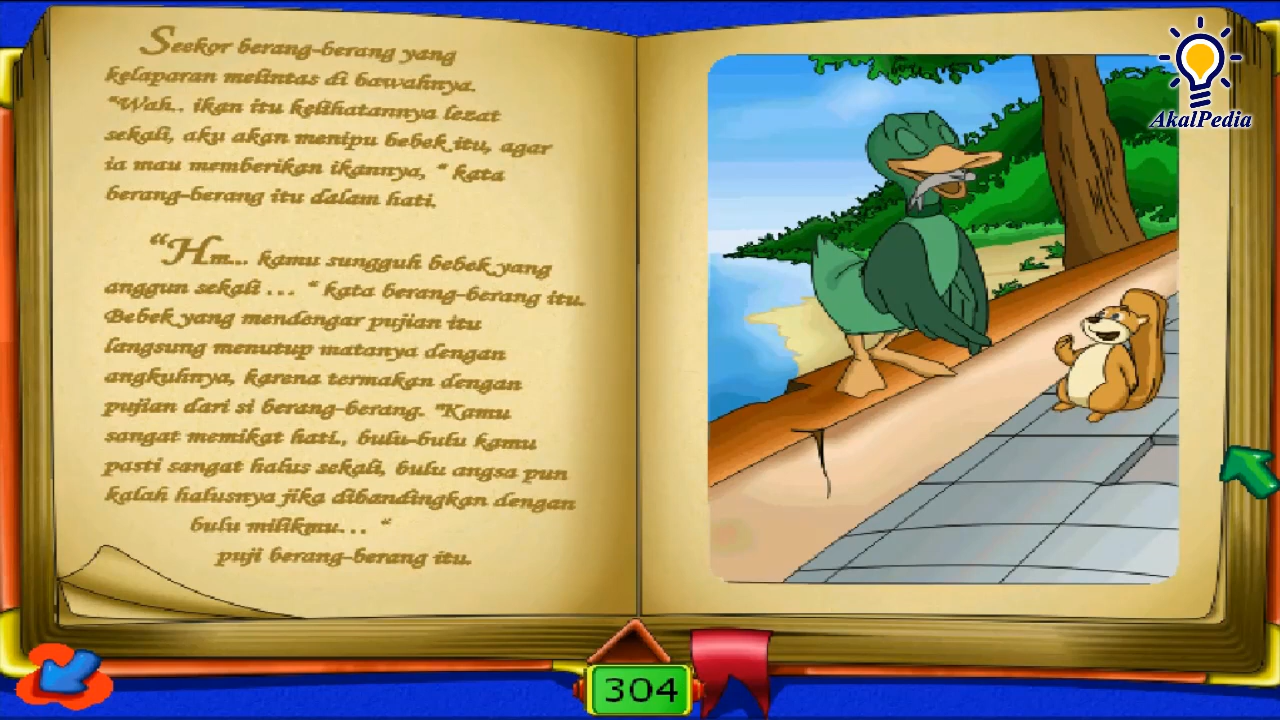 Seekor berang-berang yang
kelaparan melintas di bawahnya.
"Wah.. ikan itu kelihatannya lezat
sekali, aku akan menipu bebek itu, agar
ia mau memberikan ikannya, " kata
berang-berang itu dalam hati.
"Hm... kamu sungguh bebek yang
anggun sekali ... " kata berang-berang itu.
Bebek yang mendengar pujian itu
langsung menutup matanya dengan
angkuhnya, karena termakan dengan
pujian dari si berang-berang. "Kamu
sangat memikat hati., bulu-bulu kamu
pasti sangat halus sekali, bulu angsa pun
kalah halusnya jika dibandingkan dengan
bulu milikmu... "
puji berang-berang itu.
AkalPedia
304